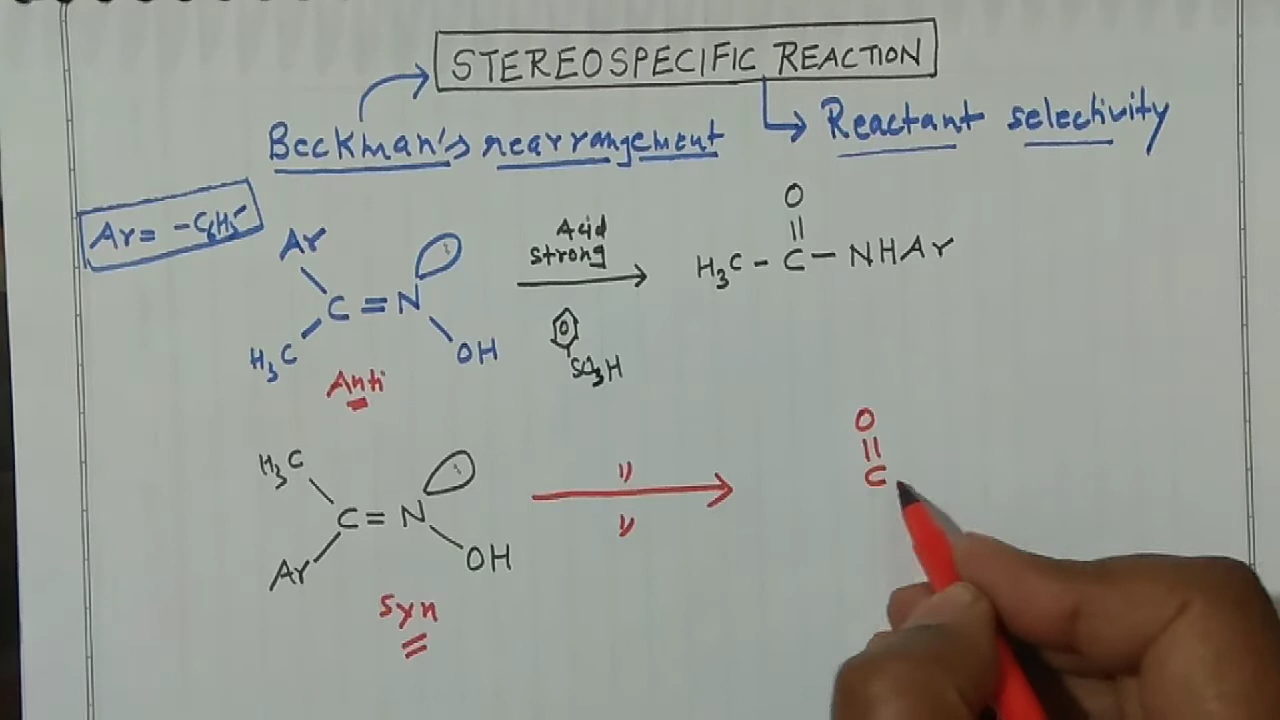 STEREOSPECIFIC REACTION
Beckman's rearrangement
Reactant selectivity
Ar= -C6H5
Ar
C = N
H3C
OH
Anti
Acid
strong
SO3H
O
||
H3C - C - NHAr
H3C
C = N
Ar
OH
Syn
"
"
O
||
C